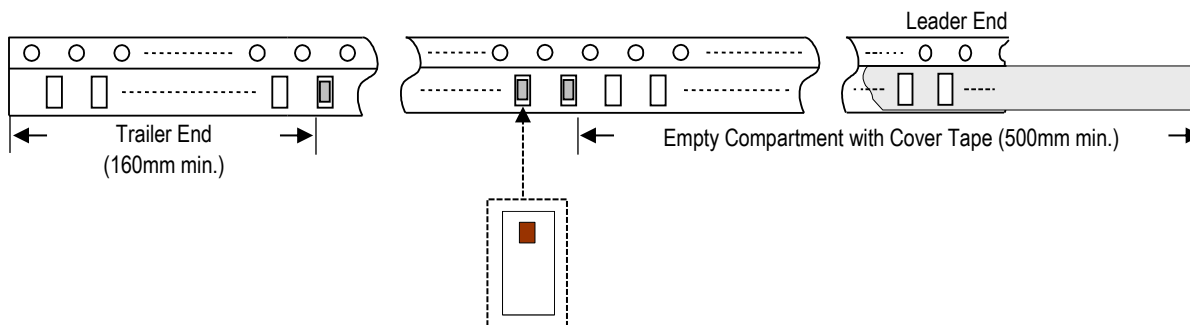 Leader End
Trailer End
(160mm min.)
Empty Compartment with Cover Tape (500mm min.)